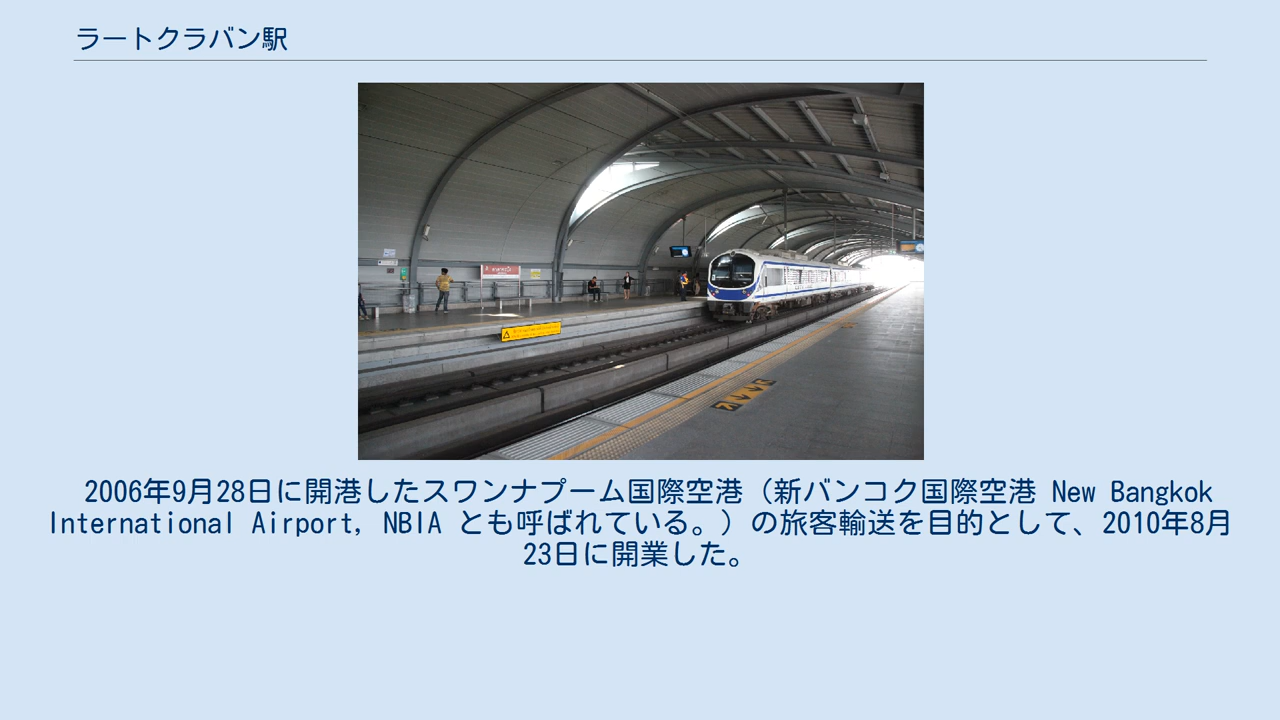 ラートクラバン駅
2006年9月28日に開港したスワンナプーム国際空港（新バンコク国際空港 New Bangkok
International Airport, NBIA とも呼ばれている。）の旅客輸送を目的として、2010年8月
23日に開業した。